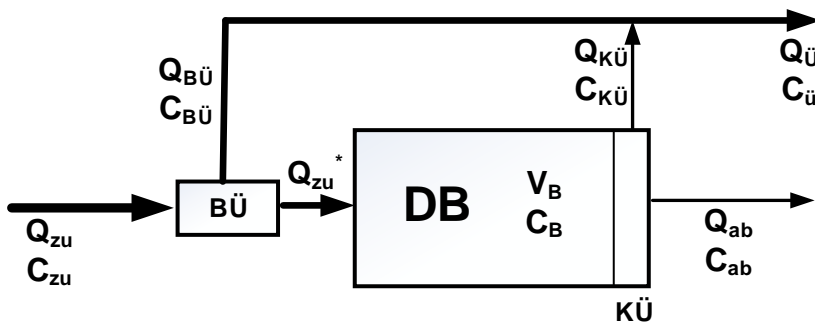 Q_BÜ
C_BÜ
Q_KÜ
C_KÜ
Q_Ü
C_ü
Q_zu
C_zu
BÜ
Q_zu*
DB
V_B
C_B
Q_ab
C_ab
KÜ